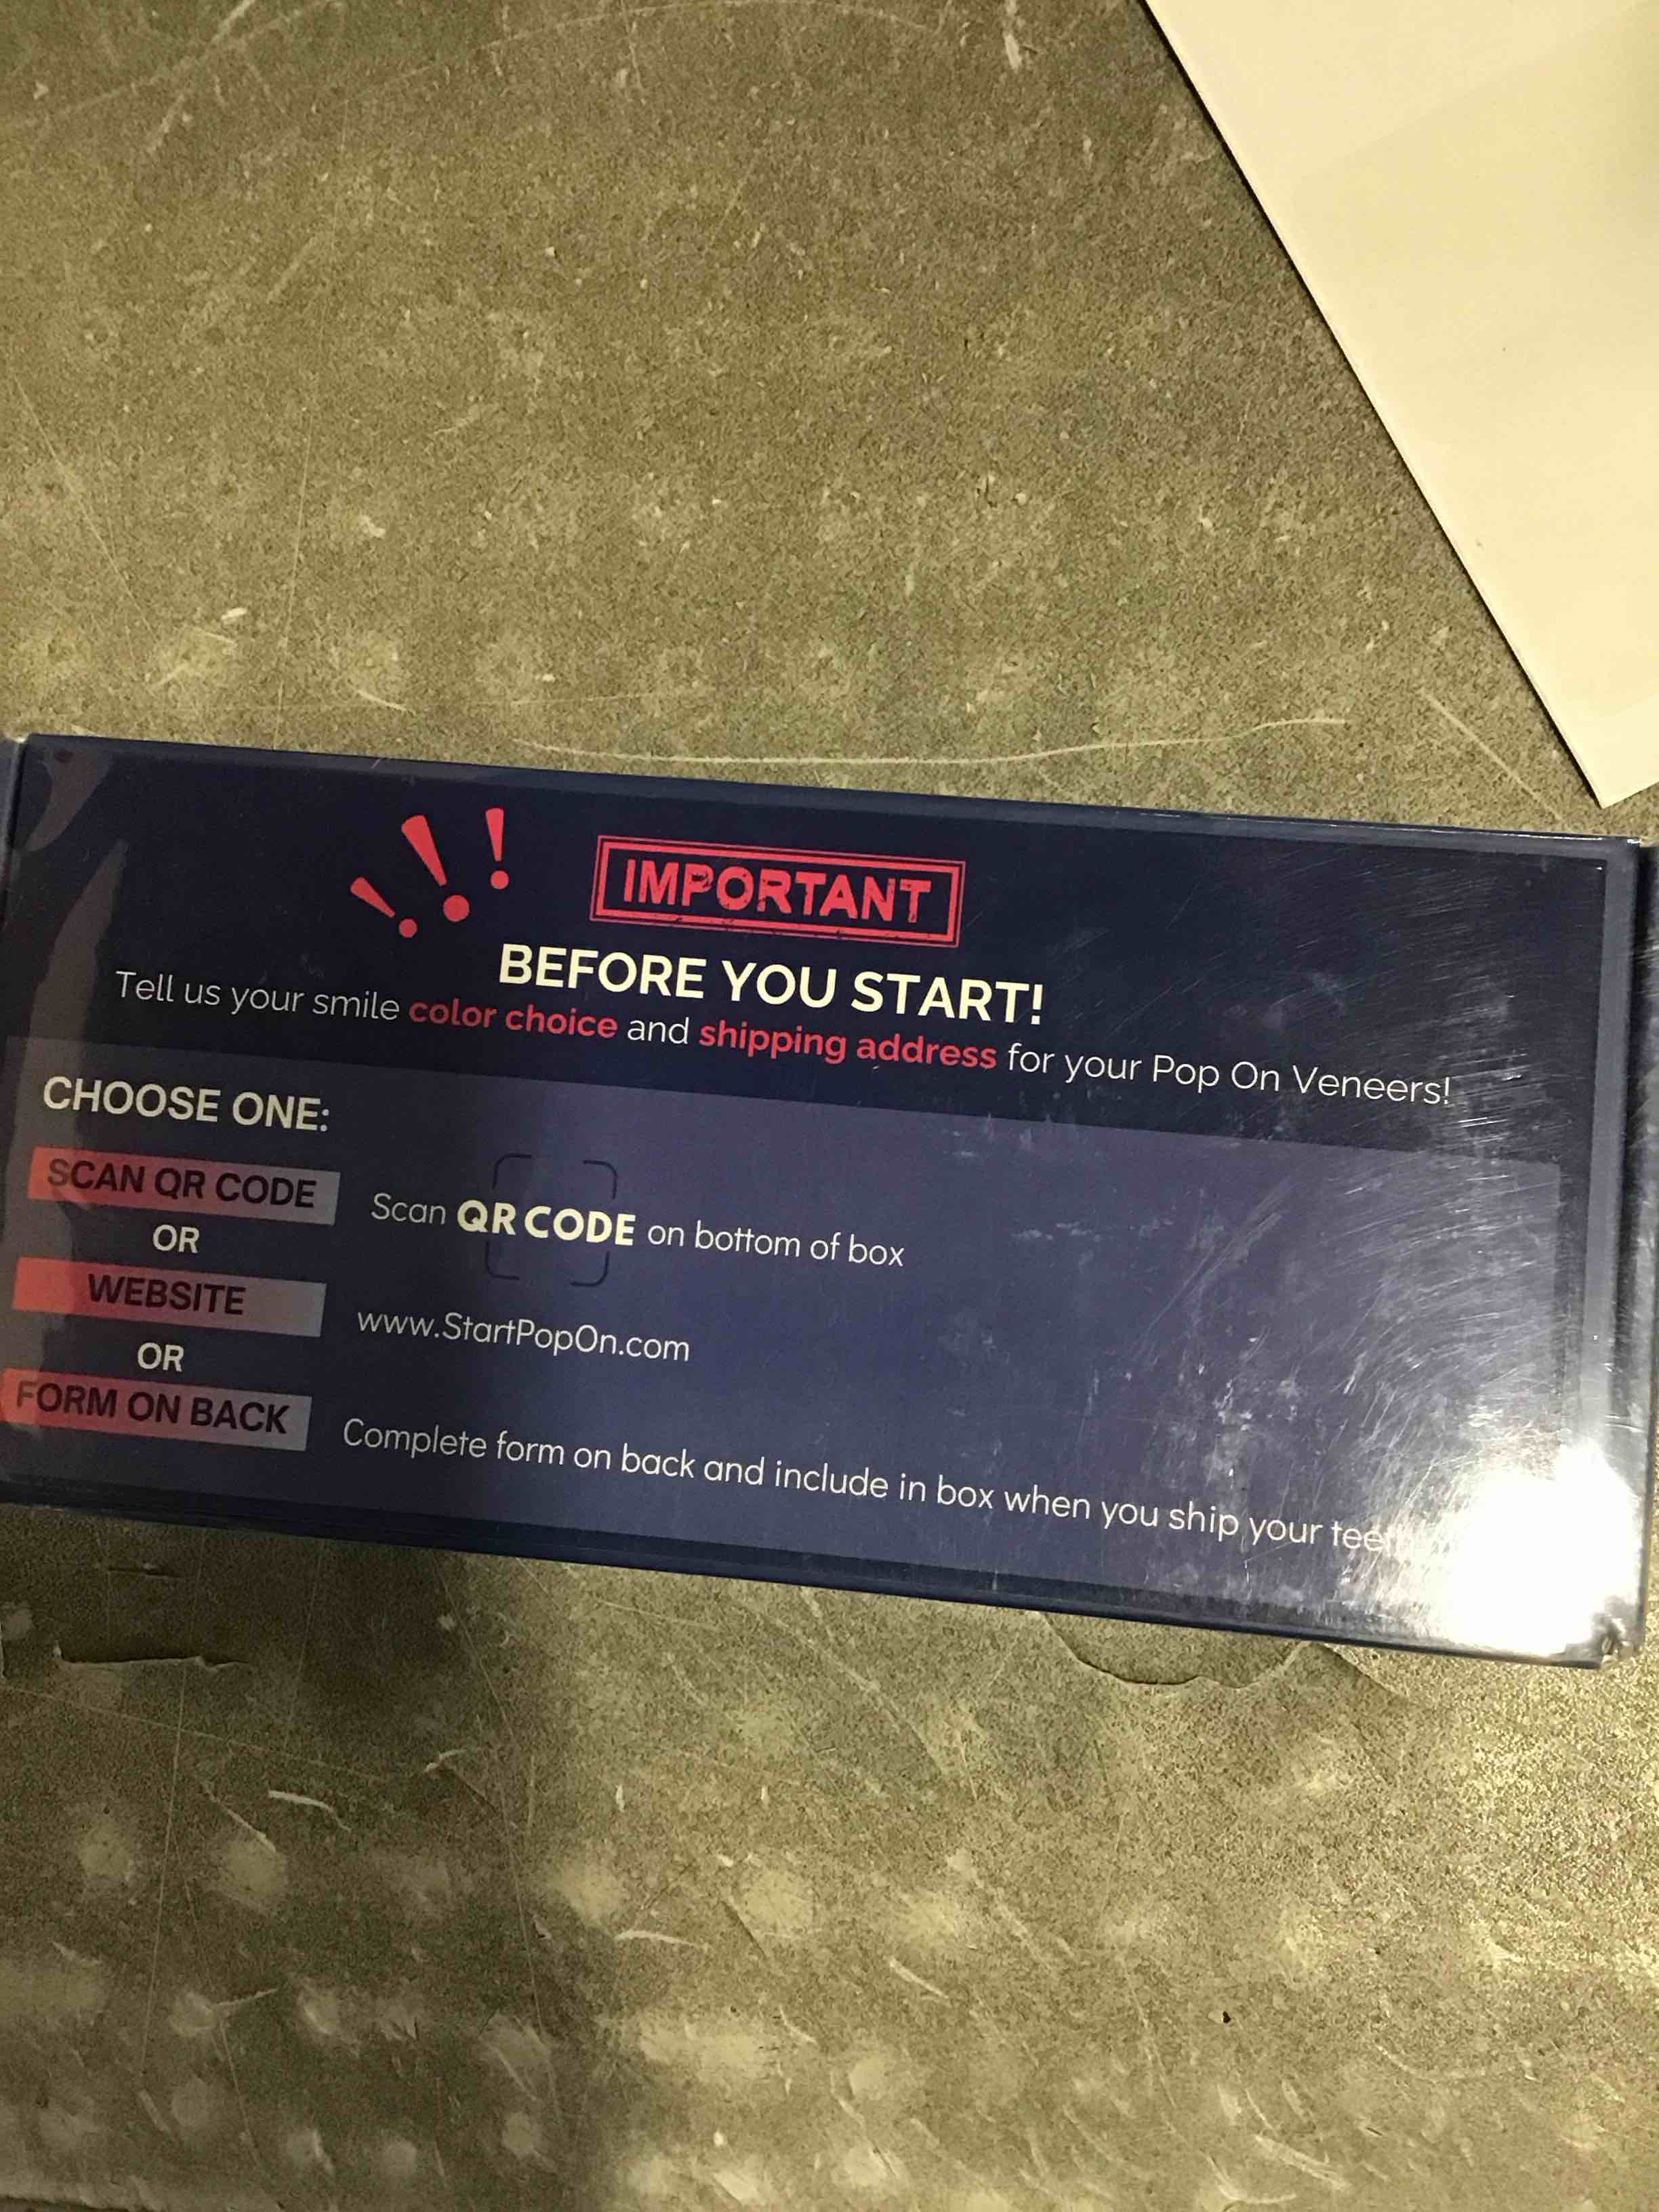 IMPORTANT
BEFORE YOU START!
Tell us your smile color choice and shipping address for your Pop On Veneers!
CHOOSE ONE:
SCAN QR CODE
Scan QR CODE on bottom of box
OR
WEBSITE
www.StartPopOn.com
OR
FORM ON BACK
Complete form on back and include in box when you ship your